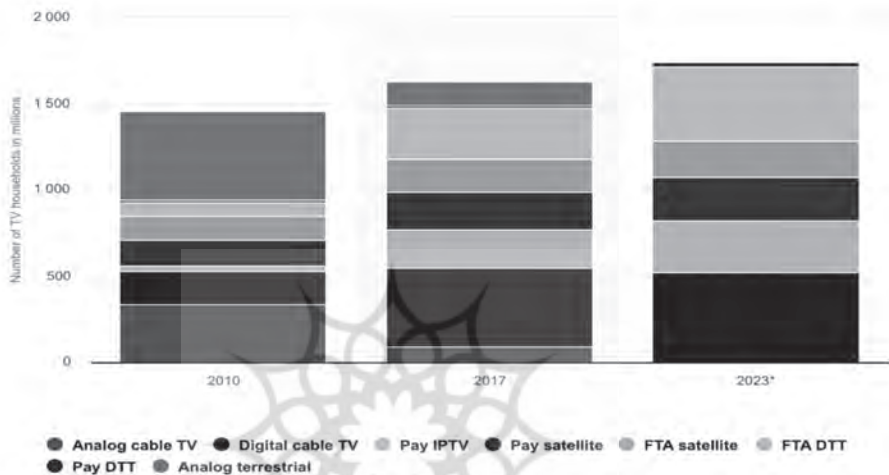 2 000
1 500
1 000
500
0
Number of TV households in millions
2010
2017
2023*
Analog cable TV
Digital cable TV
Pay IPTV
Pay satellite
FTA satellite
FTA DTT
Pay DTT
Analog terrestrial